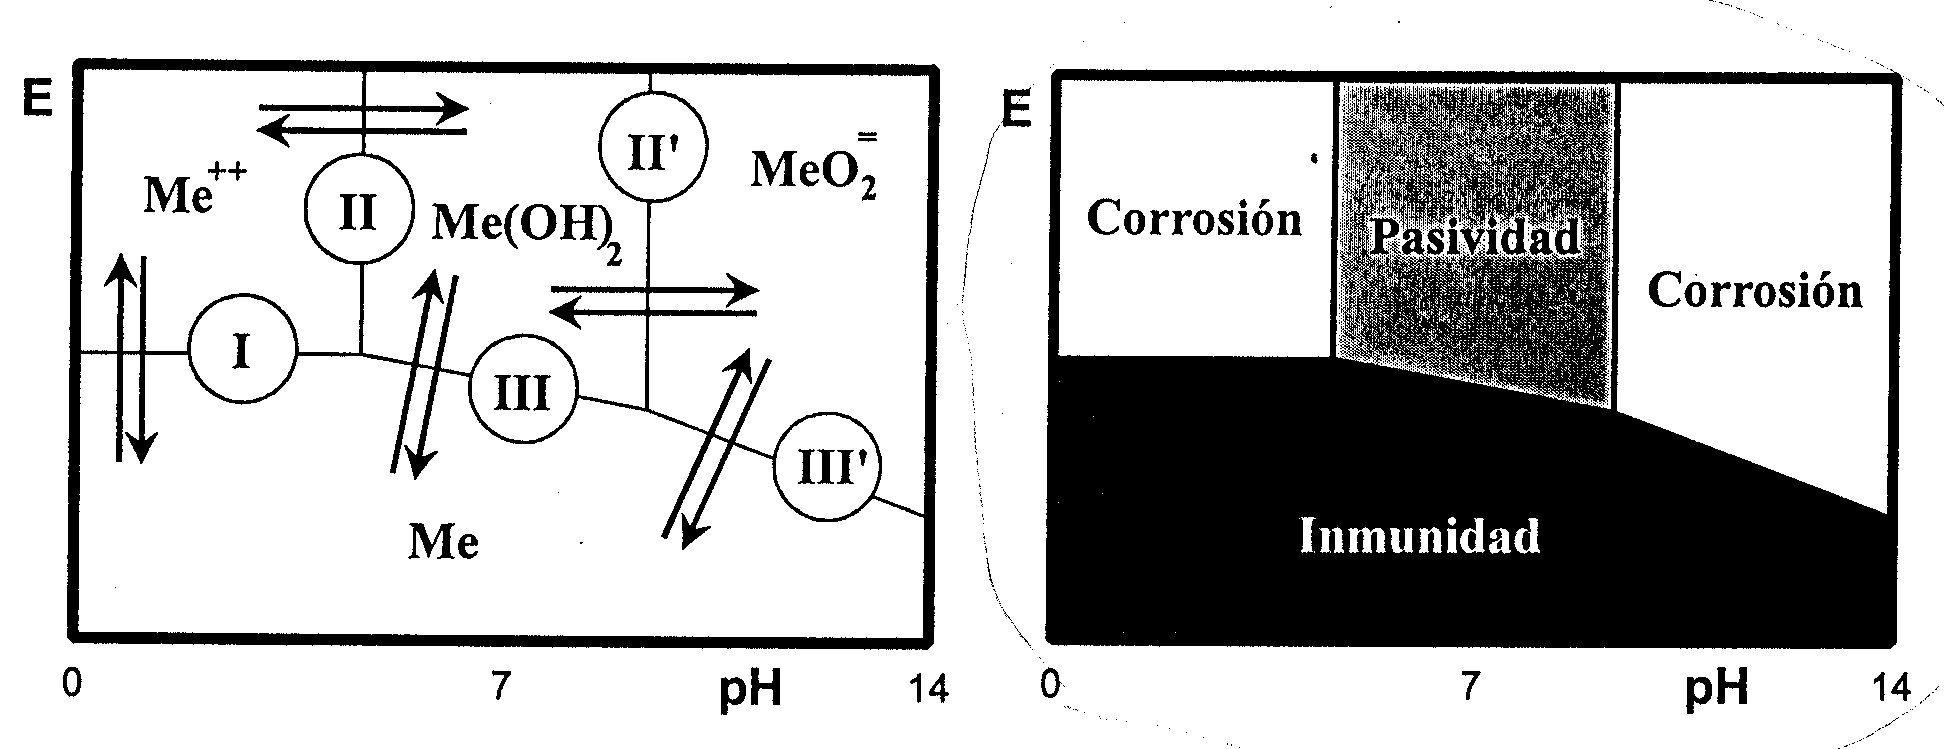 E
Me++
II
Me(OH)2
II'
MeO2=
I
III
III'
Me
0
7
pH
14
E
Corrosión
Pasividad
Corrosión
Inmunidad
0
7
pH
14